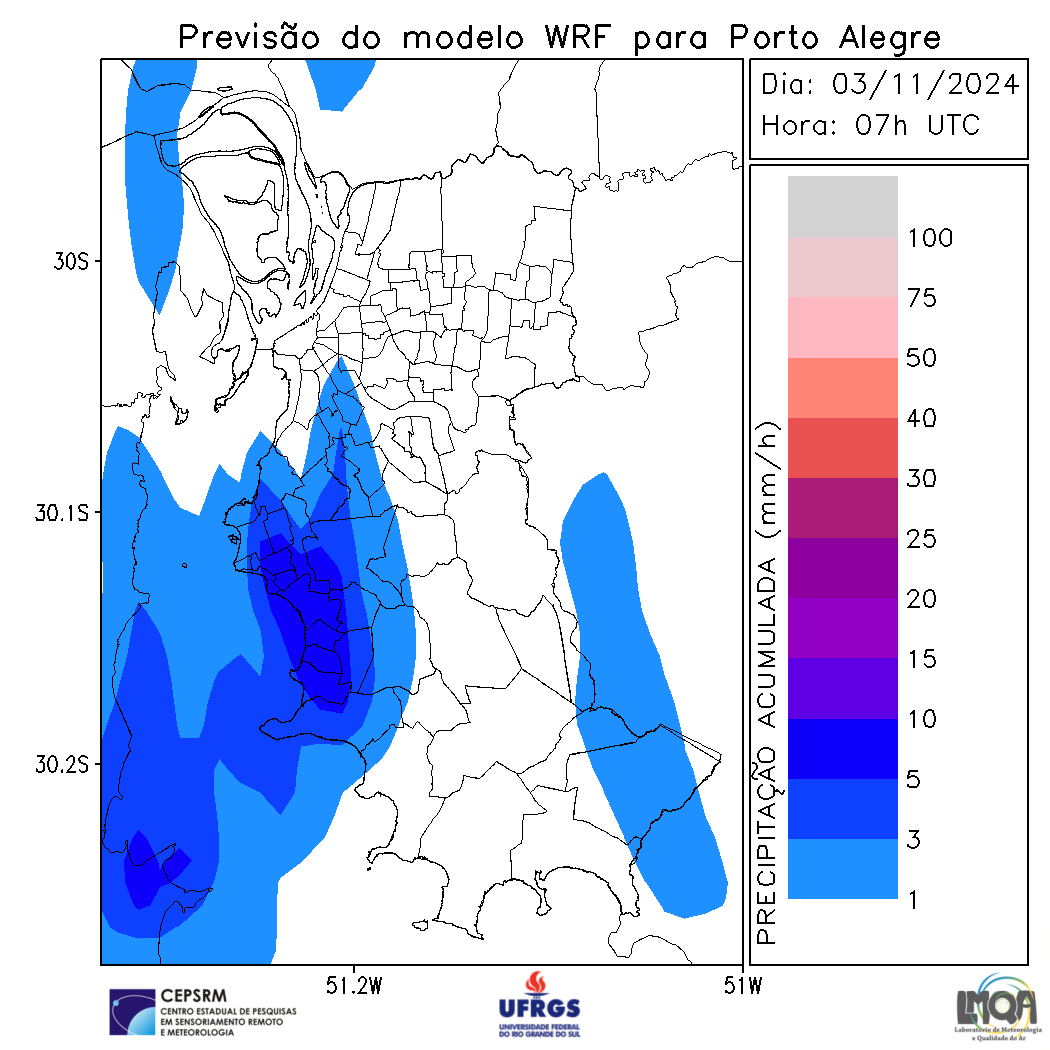 Previsão do modelo WRF para Porto Alegre
Dia: 03/11/2024
Hora: 07h UTC
30S
30.1S
30.2S
51.2W
51W
PRECIPITAÇÃO ACUMULADA (mm/h)
100
75
50
40
30
25
20
15
10
5
3
1
CEPSRM
CENTRO ESTADUAL DE PESQUISAS
EM SENSORIAMENTO REMOTO
E METEOROLOGIA
UFRGS
UNIVERSIDADE FEDERAL
DO RIO GRANDE DO SUL
LMQA
Laboratório de Meteorologia
e Qualidade do Ar